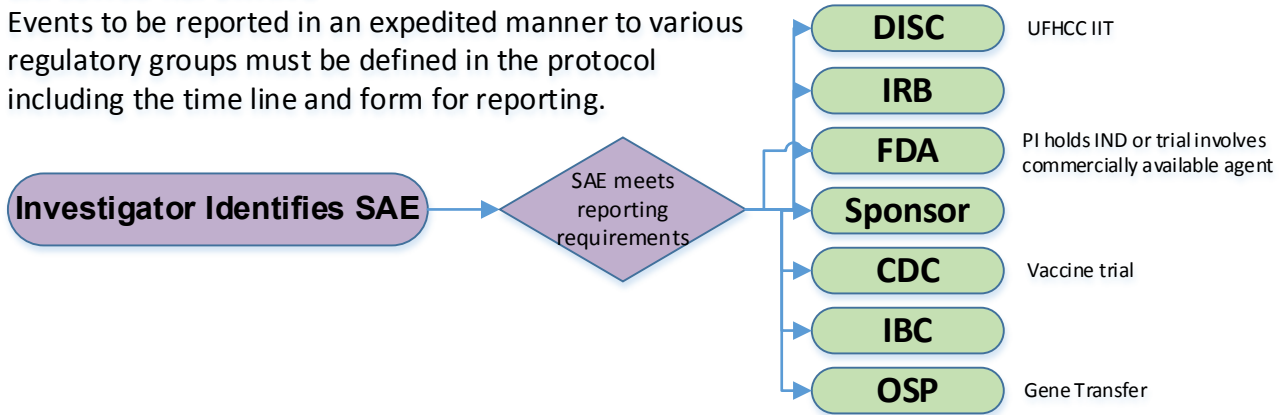 Events to be reported in an expedited manner to various
regulatory groups must be defined in the protocol
including the time line and form for reporting.
Investigator Identifies SAE
SAE meets
reporting
requirements
DISC
UFHCC IIT
IRB
FDA
PI holds IND or trial involves
commercially available agent
Sponsor
CDC
Vaccine trial
IBC
OSP
Gene Transfer